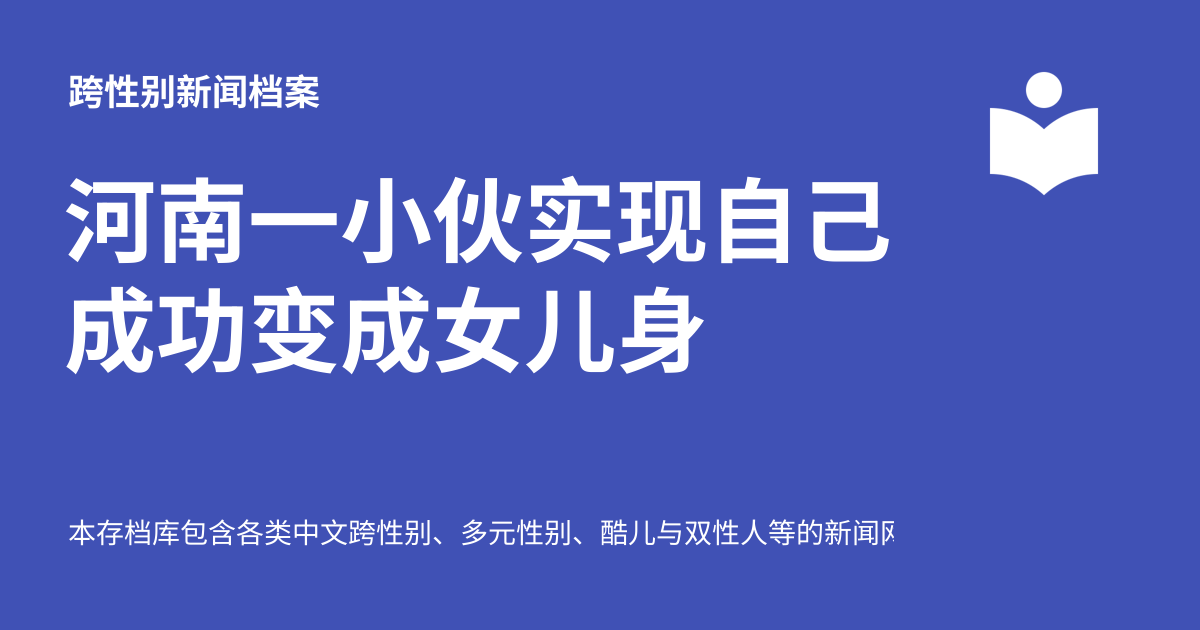 跨性别新闻档案
河南一小伙实现自己
成功变成女儿身
本存档库包含各类中文跨性别、多元性别、酷儿与双性人等的新闻